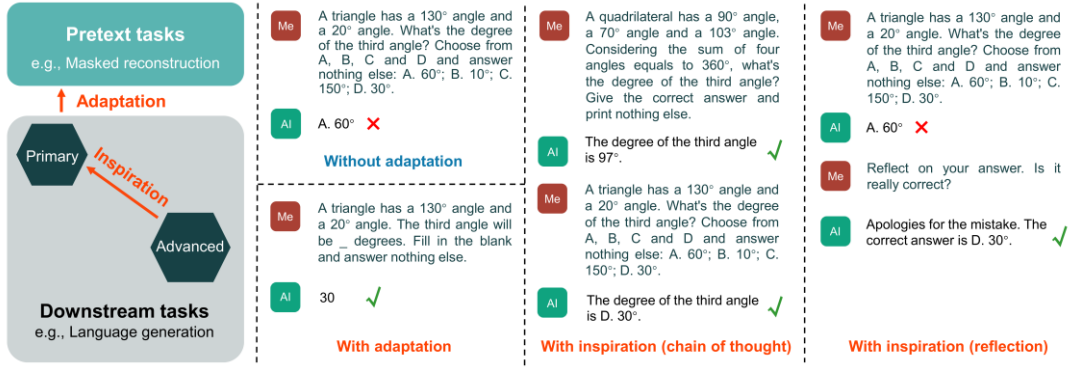 Pretext tasks
e.g., Masked reconstruction
Adaptation
Primary
Inspiration
Advanced
Downstream tasks
e.g., Language generation
Me
A triangle has a 130° angle and
a 20° angle. What's the degree
of the third angle? Choose from
A, B, C and D and answer
nothing else: A. 60°; B. 10°; C.
150°; D. 30°.
AI
A. 60°
Without adaptation
Me
A triangle has a 130° angle and
a 20° angle. The third angle will
be _ degrees. Fill in the blank
and answer nothing else.
AI
30
With adaptation
Me
A quadrilateral has a 90° angle,
a 70° angle and a 103° angle.
Considering the sum of four
angles equals to 360°, what's
the degree of the third angle?
Give the correct answer and
print nothing else.
AI
The degree of the third angle
is 97°.
Me
A triangle has a 130° angle and
a 20° angle. What's the degree
of the third angle? Choose from
A, B, C and D and answer
nothing else: A. 60°; B. 10°; C.
150°; D. 30°.
AI
The degree of the third angle
is D. 30°.
With inspiration (chain of thought)
Me
A triangle has a 130° angle and
a 20° angle. What's the degree
of the third angle? Choose from
A, B, C and D and answer
nothing else: A. 60°; B. 10°; C.
150°; D. 30°.
AI
A. 60°
Me
Reflect on your answer. Is it
really correct?
AI
Apologies for the mistake. The
correct answer is D. 30°.
With inspiration (reflection)